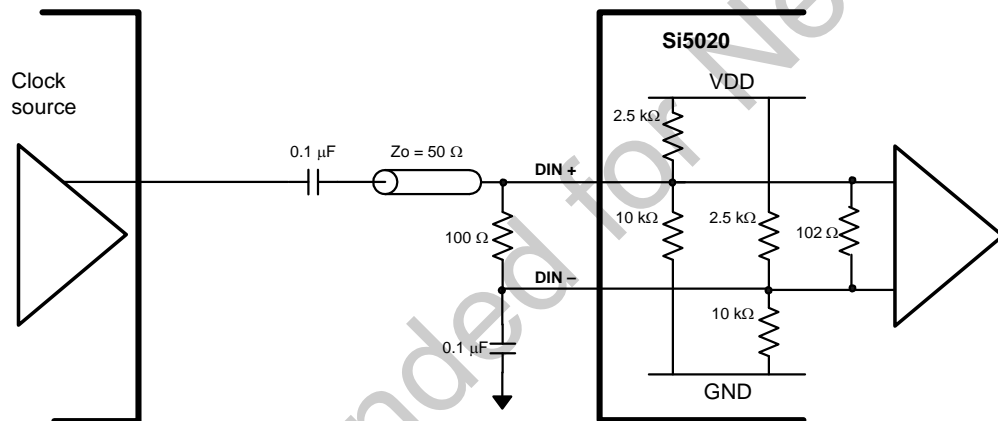 Si5020
Clock
source
VDD
2.5 kΩ
0.1 μF
Zo = 50 Ω
DIN +
10 kΩ
2.5 kΩ
100 Ω
102 Ω
DIN –
10 kΩ
0.1 μF
GND